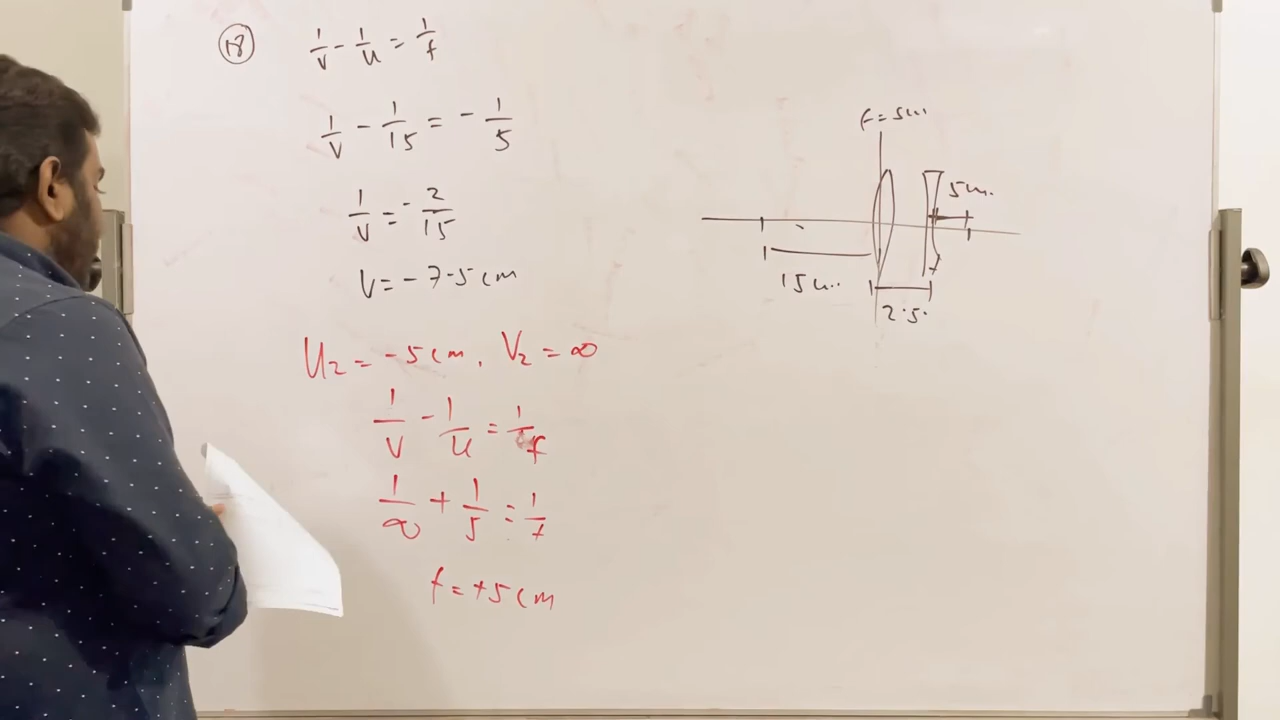 18
1/v - 1/u = 1/f
1/v - 1/15 = - 1/5
1/v = - 2/15
v = - 7.5 cm
U₂ = - 5 cm, V₂ = ∞
1/v - 1/u = 1/f
1/∞ + 1/5 = 1/f
f = +5 cm
f = 5cm
5cm.
15cm..
2.5.